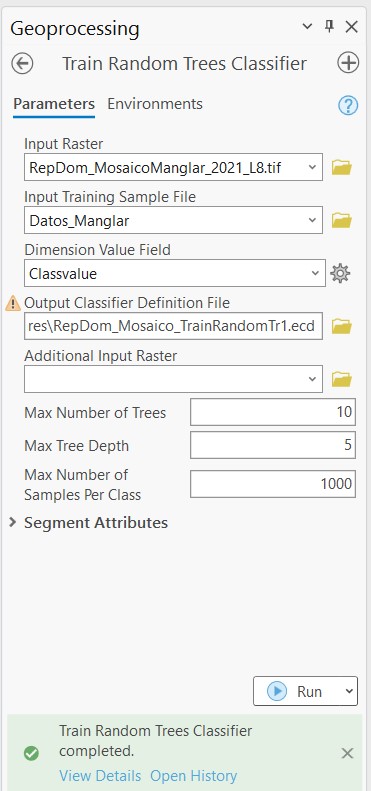 Geoprocessing
Train Random Trees Classifier
Parameters Environments
Input Raster
RepDom_MosaicoManglar_2021_L8.tif
Input Training Sample File
Datos_Manglar
Dimension Value Field
Classvalue
Output Classifier Definition File
res\RepDom_Mosaico_TrainRandomTr1.ecd
Additional Input Raster
Max Number of Trees 10
Max Tree Depth 5
Max Number of
Samples Per Class 1000
Segment Attributes
Run
Train Random Trees Classifier
completed.
View Details Open History